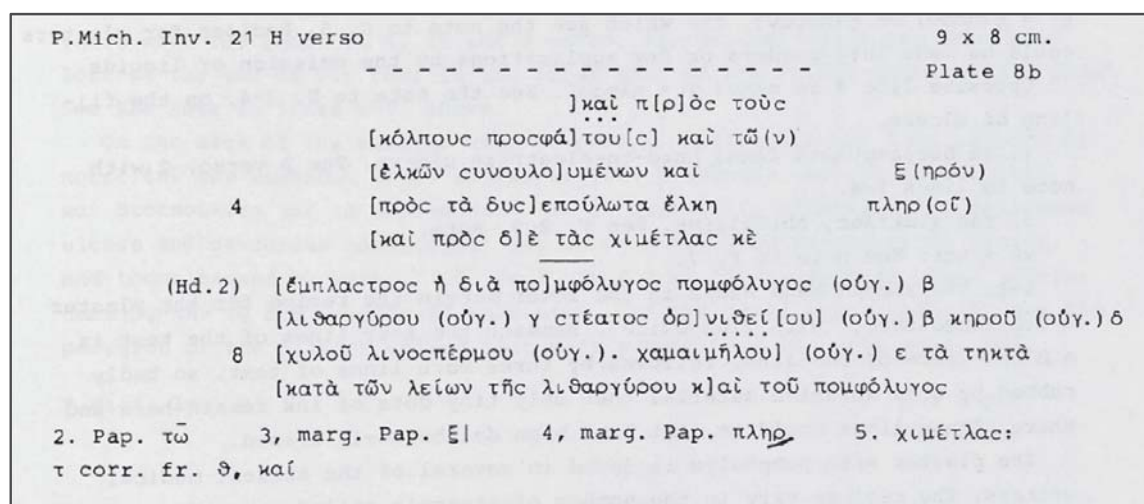 P.Mich. Inv. 21 H verso 9 x 8 cm.
Plate 8b
]καὶ π[ρ]ὸς τοὺς
[κόλπους προσφά]του[ς] καὶ τῶ(ν)
[ἑλκῶν συνουλο]υμένων καὶ ξ(ηρόν)
4 [πρὸς τὰ δυσ]επούλωτα ἕλκη πληρ(οῖ)
[καὶ πρὸς δ]ὲ τὰς χιμέτλας κὲ
(Hd.2) [ἔμπλαστρος ἡ διὰ πο]μφόλυγος πομφόλυγος (οὐγ.) β
[λιθαργύρου (οὐγ.) . στέατος ὀρ]νιθεί[ου] (οὐγ.) β κηροῦ (οὐγ.) δ
8 [χυλοῦ λινοσπέρμου (οὐγ.). χαμαιμήλου] (οὐγ.) ε τὰ τηκτὰ
[κατὰ τῶν λείων τῆς λιθαργύρου κ]αὶ τοῦ πομφόλυγος
2. Pap. τω̄ 3, marg. Pap. ξ| 4, marg. Pap. πληρ 5. χιμέτλας:
τ corr. fr. θ, καί